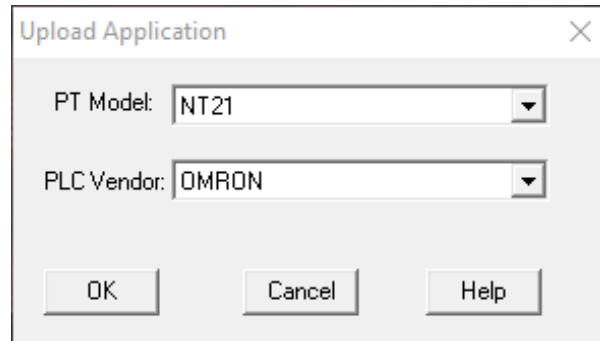 Upload Application
PT Model: NT21
PLC Vendor: OMRON
OK Cancel Help